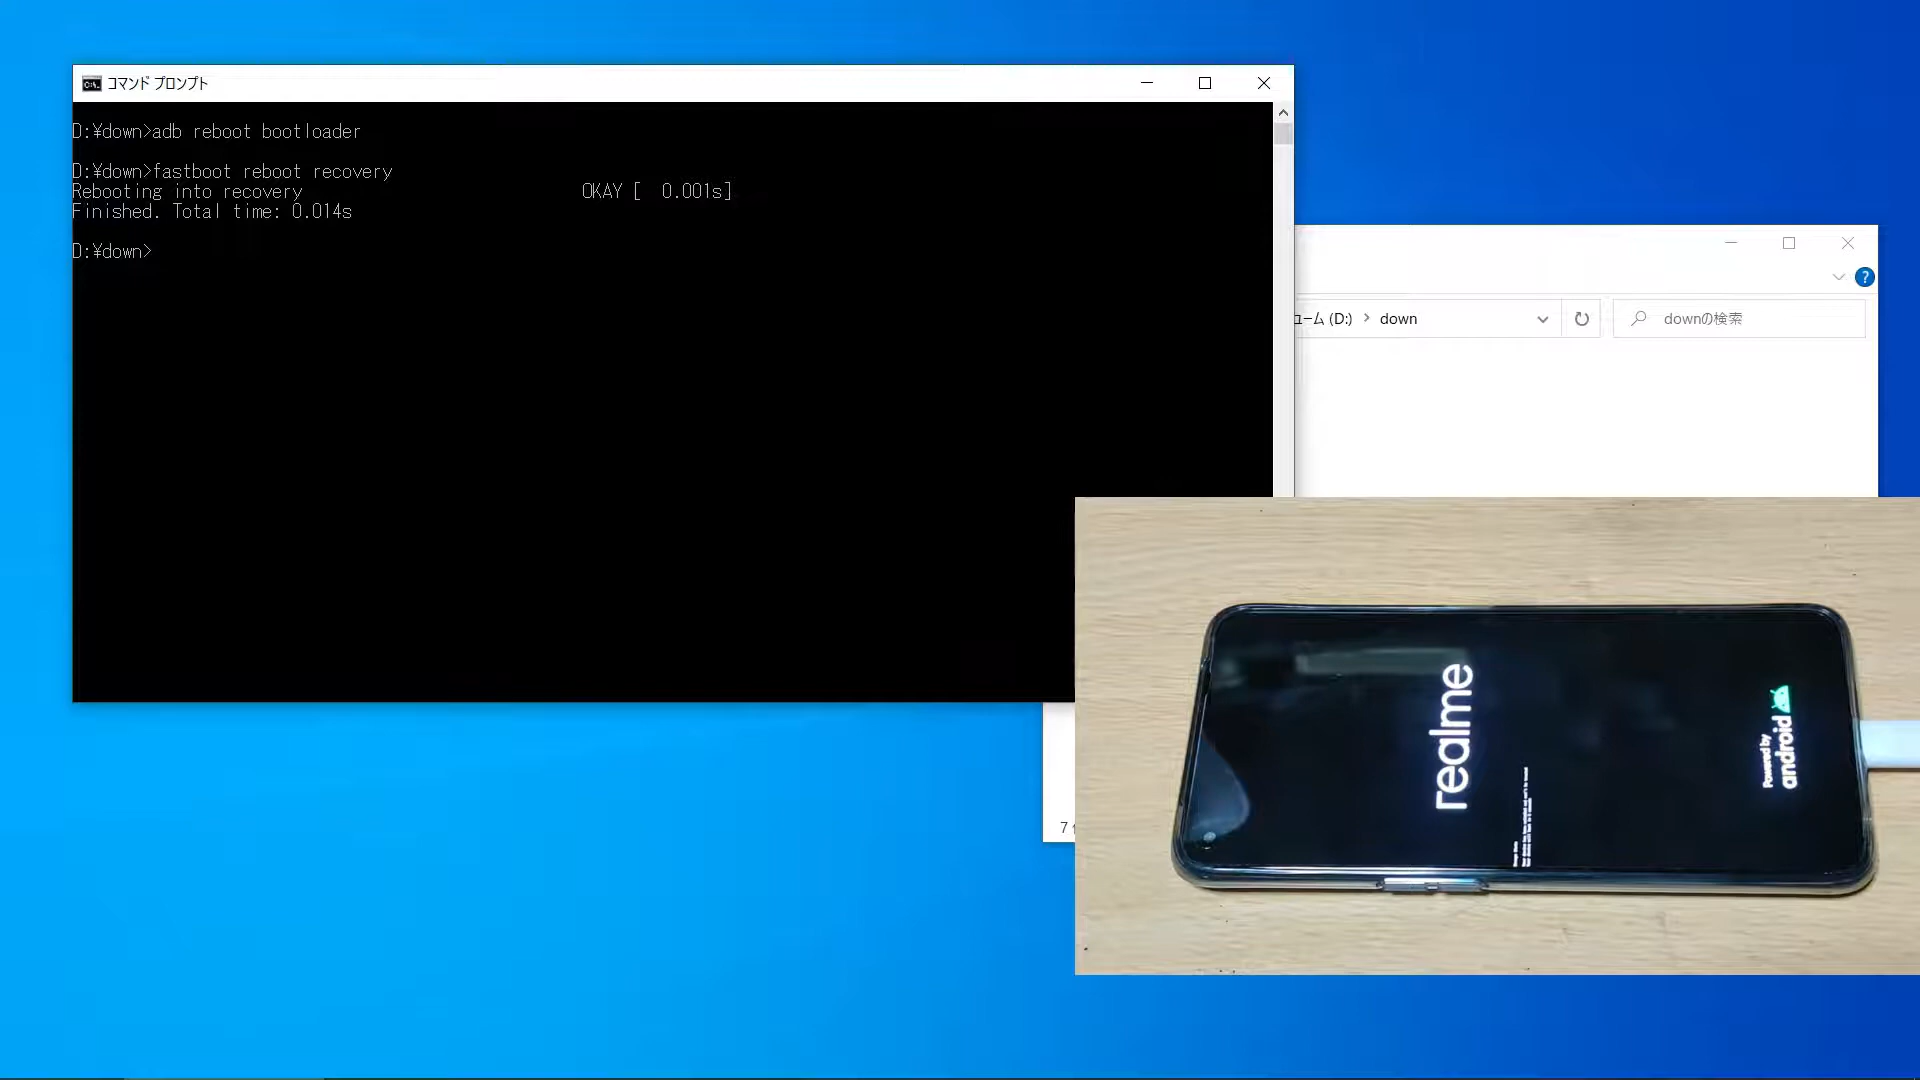 コマンド プロンプト
D:¥down>adb reboot bootloader
D:¥down>fastboot reboot recovery
Rebooting into recovery OKAY [ 0.001s]
Finished. Total time: 0.014s
D:¥down>
ューム (D:) > down
downの検索
7
realme
Powered by
android